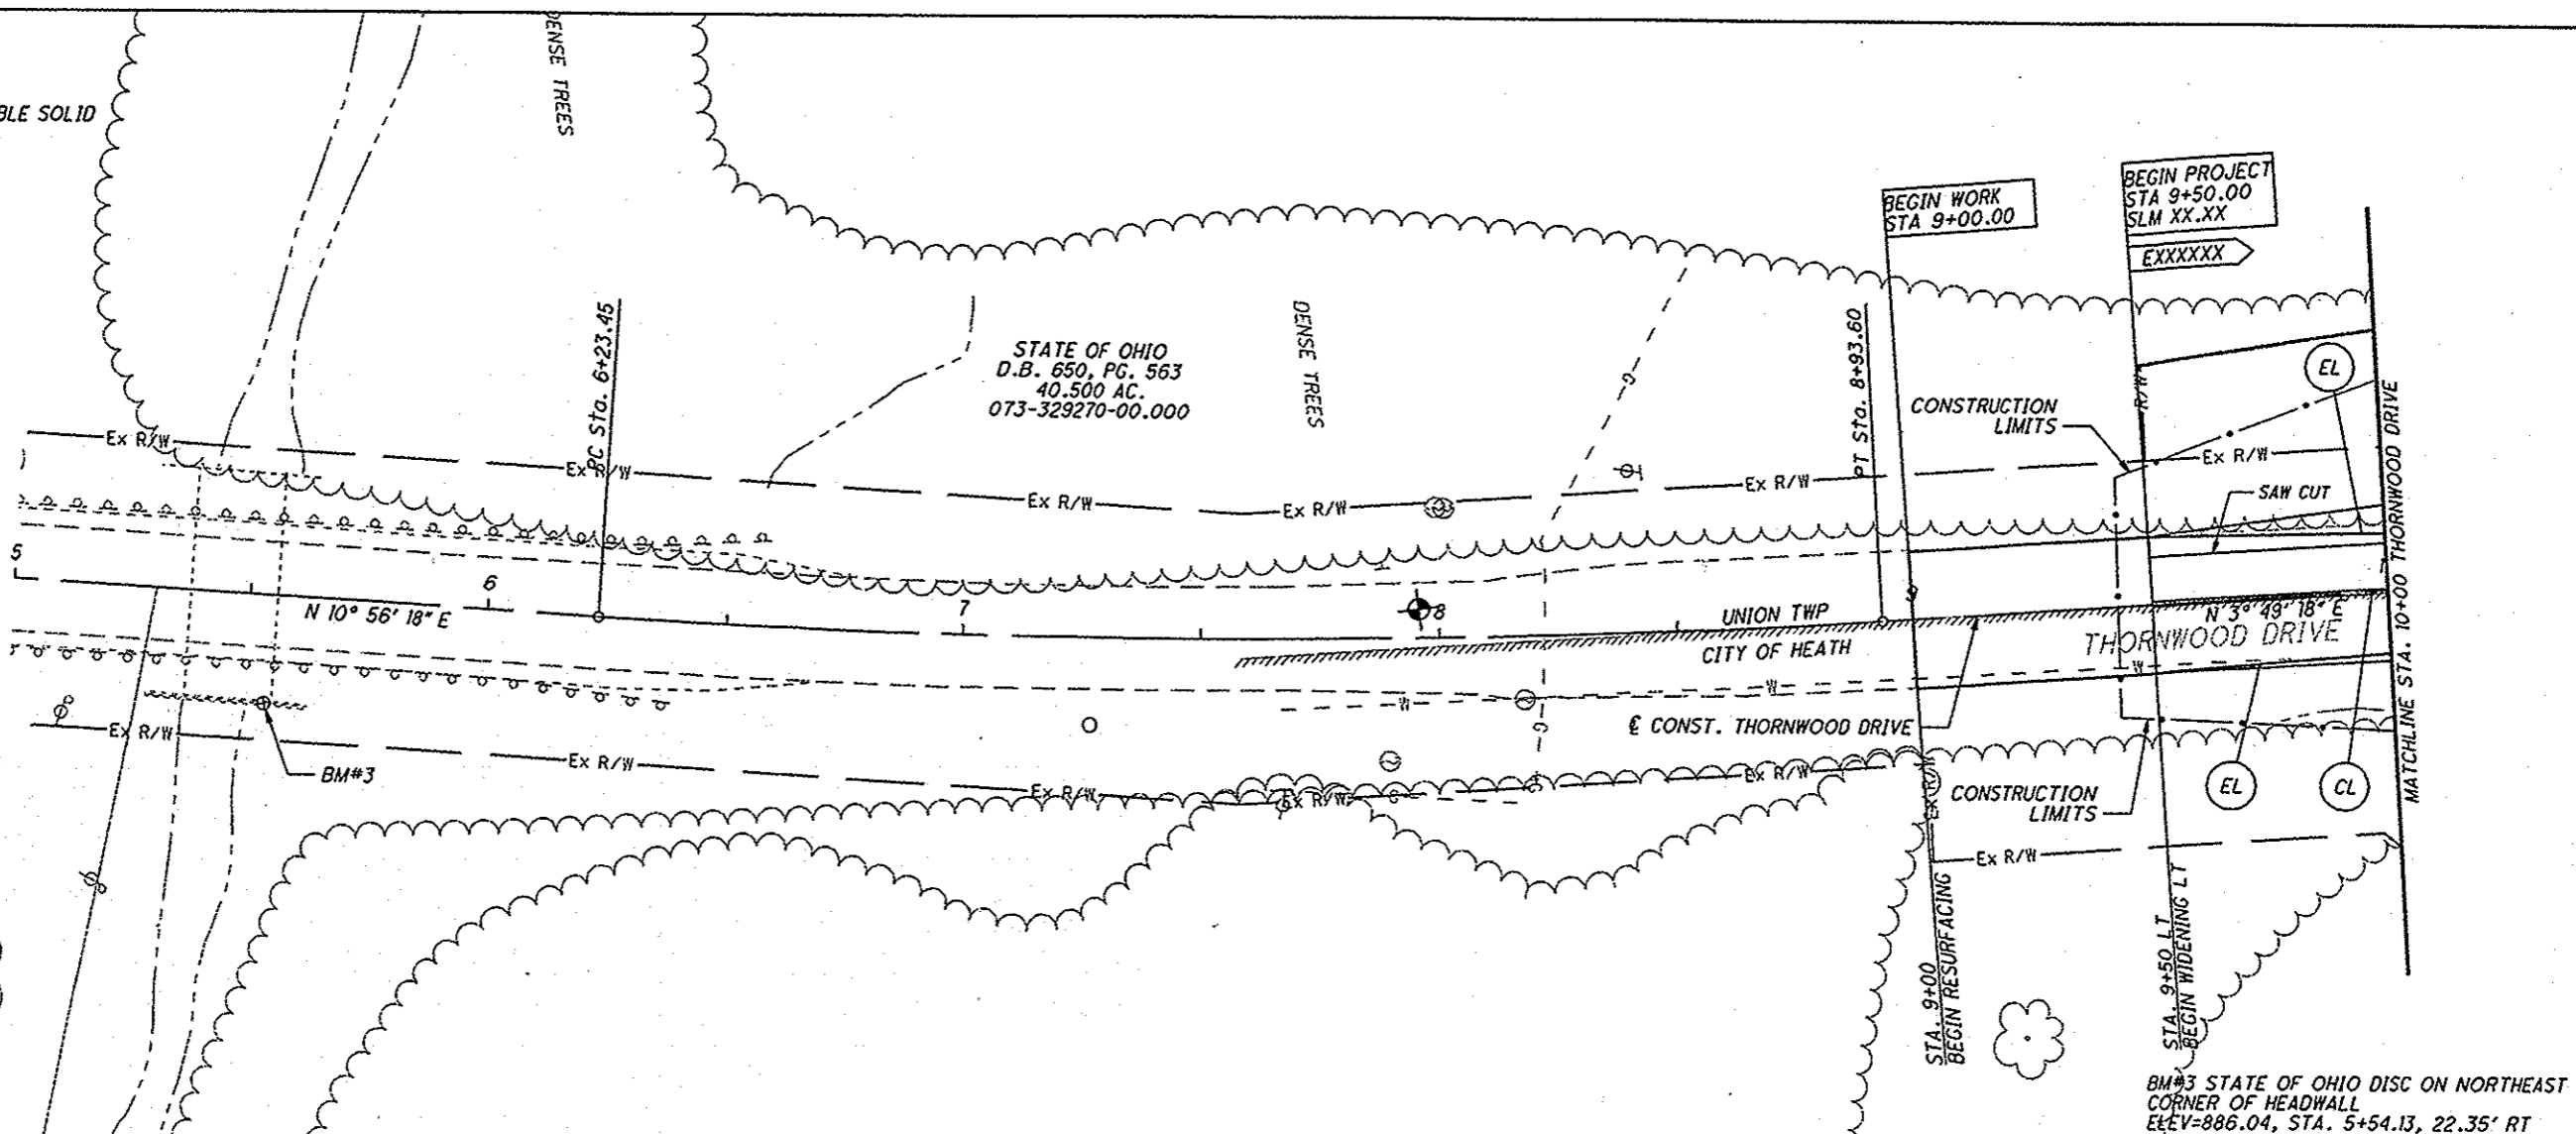 BLE SOLID
DENSE TREES
BEGIN WORK
STA 9+00.00
BEGIN PROJECT
STA 9+50.00
SLM XX.XX
EXXXXXX
PC Sta. 6+23.45
STATE OF OHIO
D.B. 650, PG. 563
40.500 AC.
073-329270-00.000
DENSE TREES
PT Sta. 8+93.60
CONSTRUCTION
LIMITS
R/W
EL
MATCHLINE STA. 10+00 THORNWOOD DRIVE
Ex R/W
Ex R/W
Ex R/W
Ex R/W
Ex R/W
Ex R/W
SAW CUT
G
5
6
7
8
9
N 10° 56' 18" E
UNION TWP
CITY OF HEATH
N 3° 49' 18" E
THORNWOOD DRIVE
W
W
W
G
℄ CONST. THORNWOOD DRIVE
BM#3
Ex R/W
Ex R/W
Ex R/W
Ex R/W
Ex R/W
Ex R/W
Ex R/W
CONSTRUCTION
LIMITS
EL
CL
STA. 9+00
BEGIN RESURFACING
STA. 9+50 LT
BEGIN WIDENING LT
BM#3 STATE OF OHIO DISC ON NORTHEAST
CORNER OF HEADWALL
ELEV=886.04, STA. 5+54.13, 22.35' RT